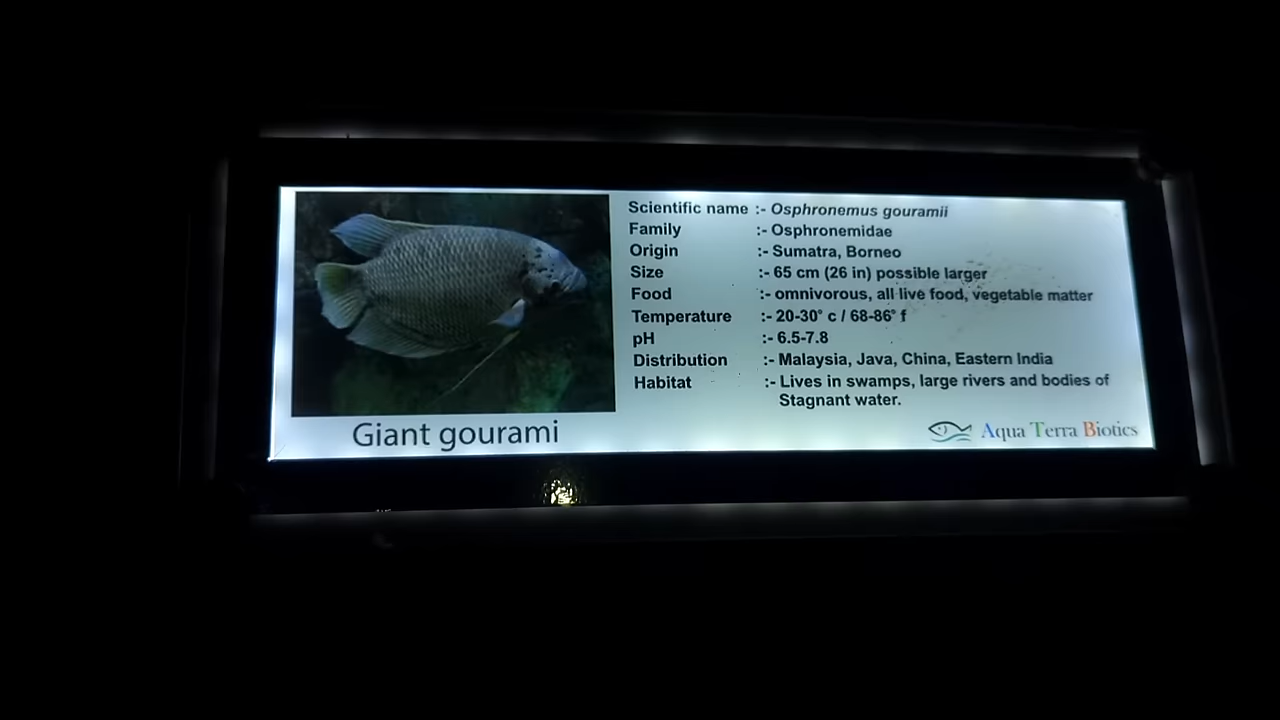 Scientific name :- Osphronemus gouramii
Family :- Osphronemidae
Origin :- Sumatra, Borneo
Size :- 65 cm (26 in) possible larger
Food :- omnivorous, all live food, vegetable matter
Temperature :- 20-30° c / 68-86° f
pH :- 6.5-7.8
Distribution :- Malaysia, Java, China, Eastern India
Habitat :- Lives in swamps, large rivers and bodies of
Stagnant water.
Giant gourami
Aqua Terra Biotics